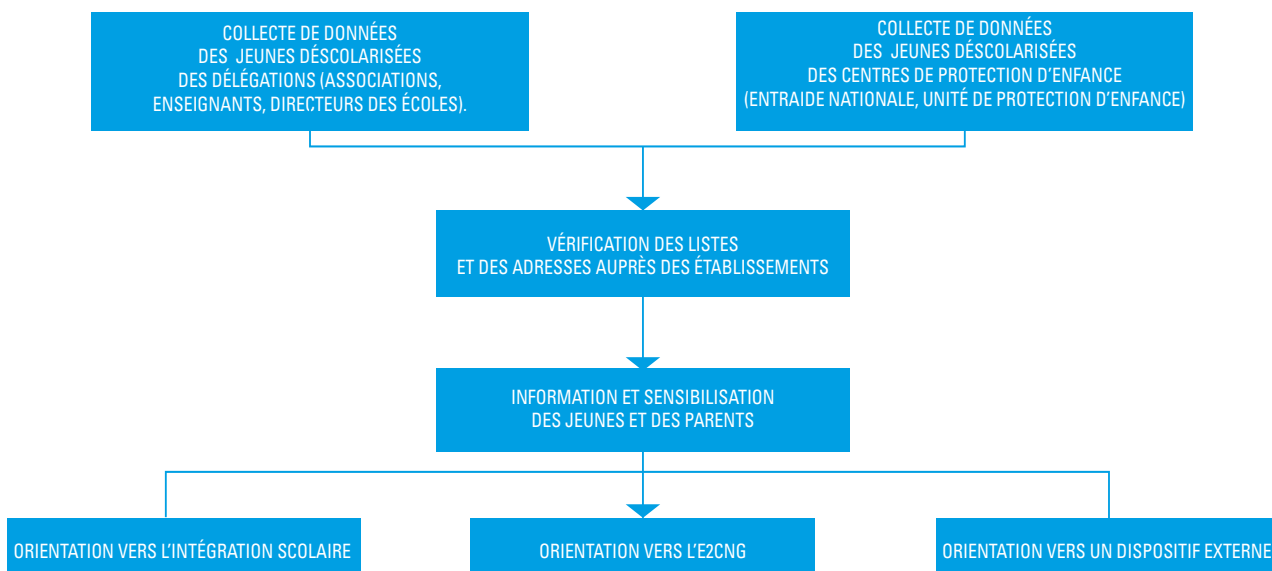 COLLECTE DE DONNÉES
DES JEUNES DÉSCOLARISÉES
DES DÉLÉGATIONS (ASSOCIATIONS,
ENSEIGNANTS, DIRECTEURS DES ÉCOLES).
COLLECTE DE DONNÉES
DES JEUNES DÉSCOLARISÉES
DES CENTRES DE PROTECTION D'ENFANCE
(ENTRAIDE NATIONALE, UNITÉ DE PROTECTION D'ENFANCE)
VÉRIFICATION DES LISTES
ET DES ADRESSES AUPRÈS DES ÉTABLISSEMENTS
INFORMATION ET SENSIBILISATION
DES JEUNES ET DES PARENTS
ORIENTATION VERS L'INTÉGRATION SCOLAIRE
ORIENTATION VERS L'E2CNG
ORIENTATION VERS UN DISPOSITIF EXTERNE